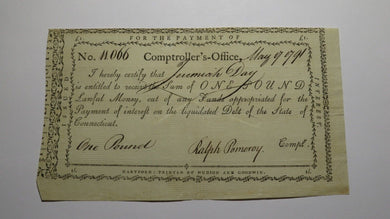 FOR THE PAYMENT OF
No. 11066 Comptroller's-Office, May 9 1791
I hereby certify that Jeremiah Day
is entitled to receive the Sum of ONE POUND
Lawful Money, out of any Funds appropriated for the
Payment of interest on the liquidated Debt of the State of
Connecticut.
One Pound Ralph Pomeroy Compt.
HARTFORD: PRINTED BY HUDSON AND GOODWIN.
ISSUED
INTEREST